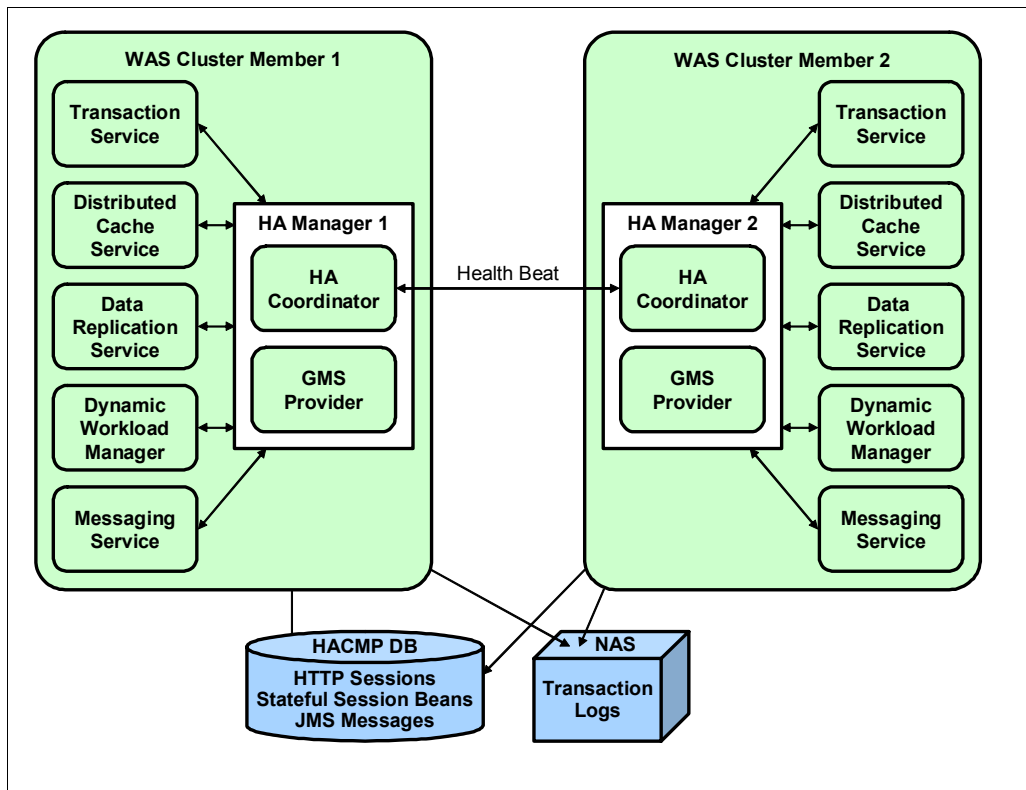 WAS Cluster Member 1
Transaction
Service
Distributed
Cache
Service
Data
Replication
Service
Dynamic
Workload
Manager
Messaging
Service
HA Manager 1
HA
Coordinator
GMS
Provider
Health Beat
WAS Cluster Member 2
HA Manager 2
HA
Coordinator
GMS
Provider
Transaction
Service
Distributed
Cache
Service
Data
Replication
Service
Dynamic
Workload
Manager
Messaging
Service
HACMP DB
HTTP Sessions
Stateful Session Beans
JMS Messages
NAS
Transaction
Logs